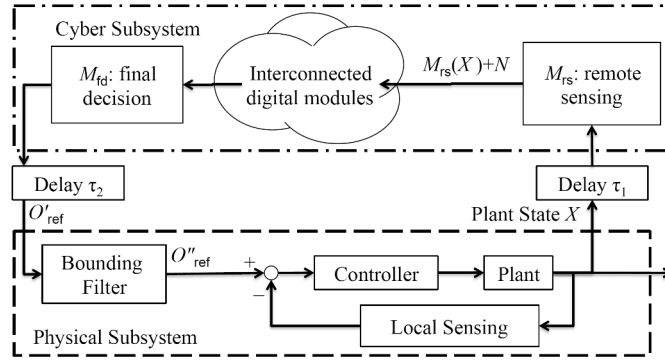 Cyber Subsystem
M_fd: final
decision
Interconnected
digital modules
M_rs(X)+N
M_rs: remote
sensing
Delay τ_2
Delay τ_1
O'_ref
Plant State X
Bounding
Filter
O"_ref
+
−
Controller
Plant
Local Sensing
Physical Subsystem